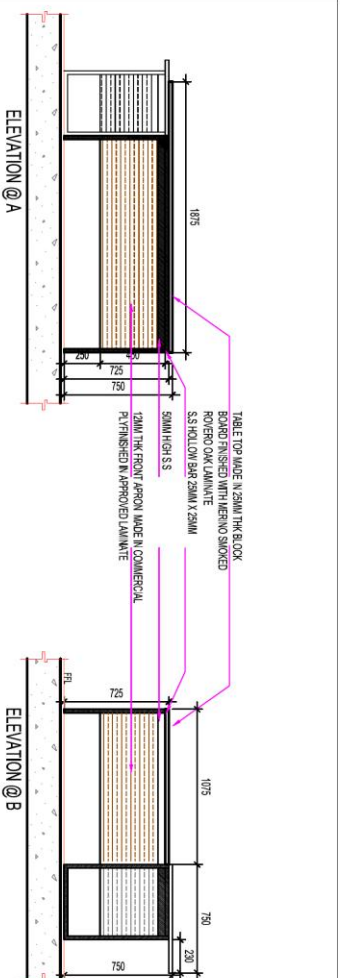 TABLE TOP MADE IN 25MM THK BLOCK
BOARD FINISHED WITH MERINO SMOKED
ROVERO OAK LAMINATE
S.S HOLLOW BAR 25MM X 25MM
50MM HIGH S.S
12MM THK FRONT APRON MADE IN COMMERCIAL
PLYFINISHED IN APPROVED LAMINATE
1875
250
450
725
750
ELEVATION @ A
1075
750
230
725
750
FFL
ELEVATION @ B